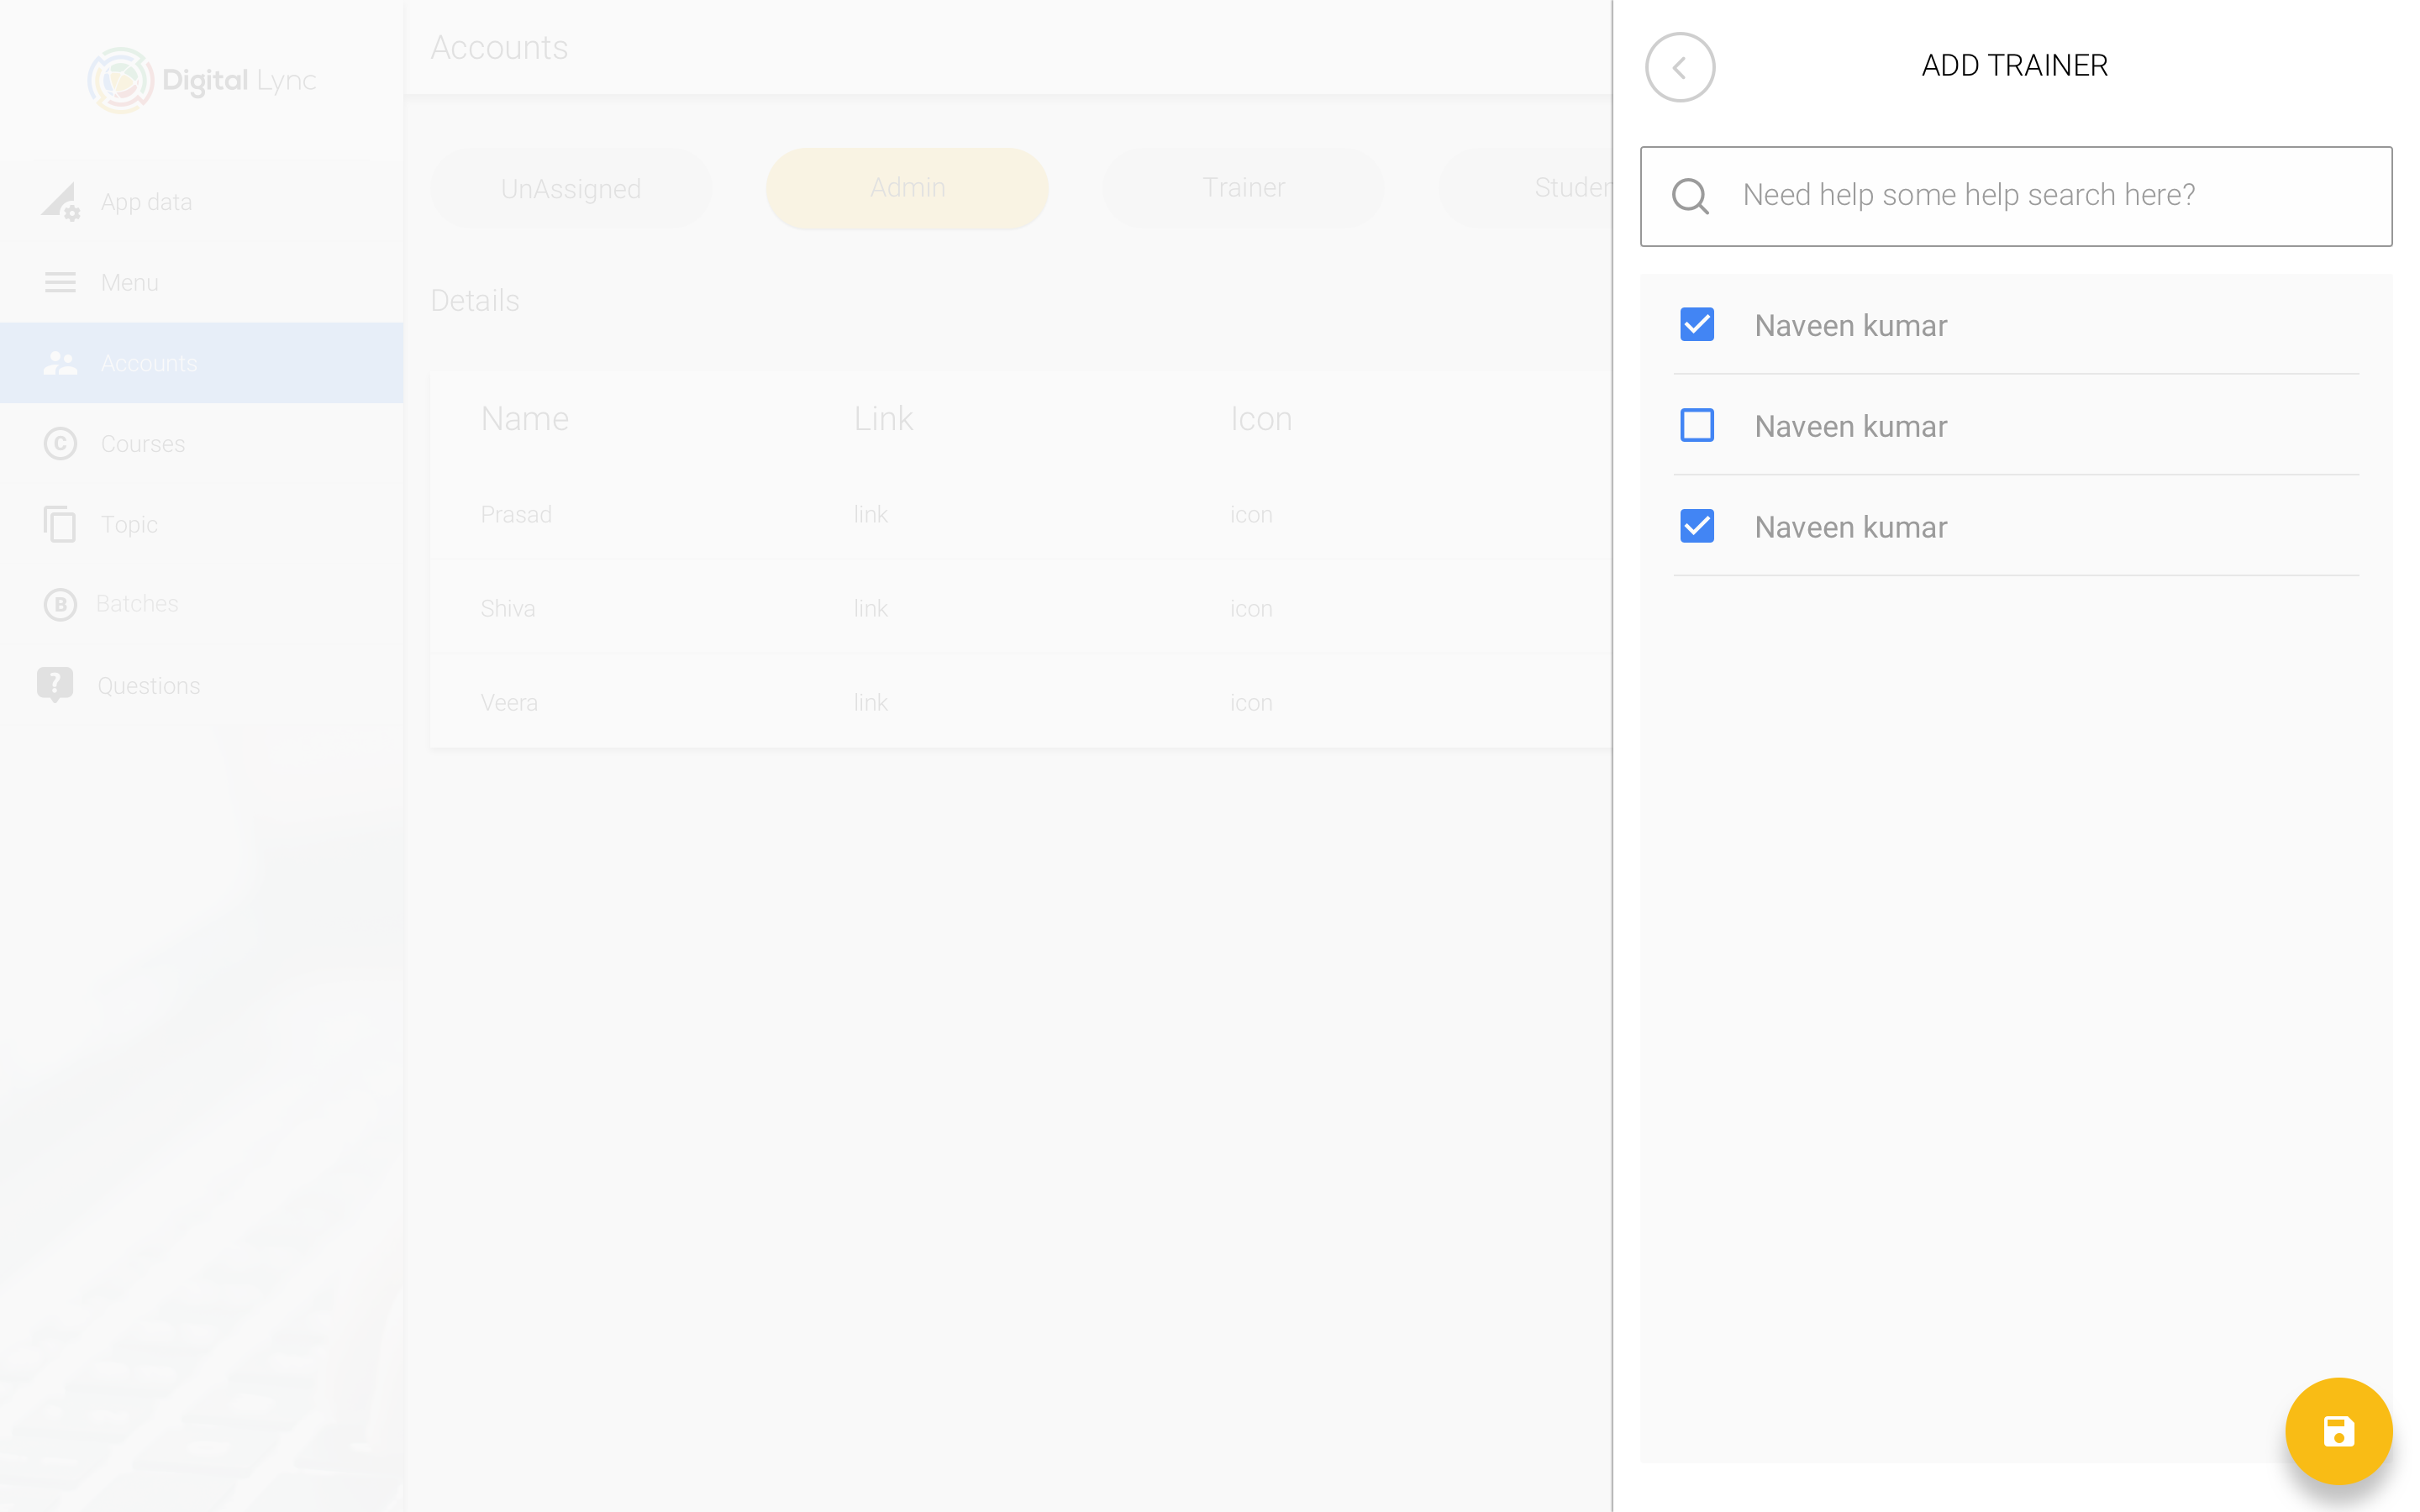 Digital Lync
App data
Menu
Accounts
Courses
Topic
B Batches
Questions
Accounts
UnAssigned
Admin
Trainer
Studen
Details
Name Link Icon
Prasad link icon
Shiva link icon
Veera link icon
ADD TRAINER
Need help some help search here?
Naveen kumar
Naveen kumar
Naveen kumar